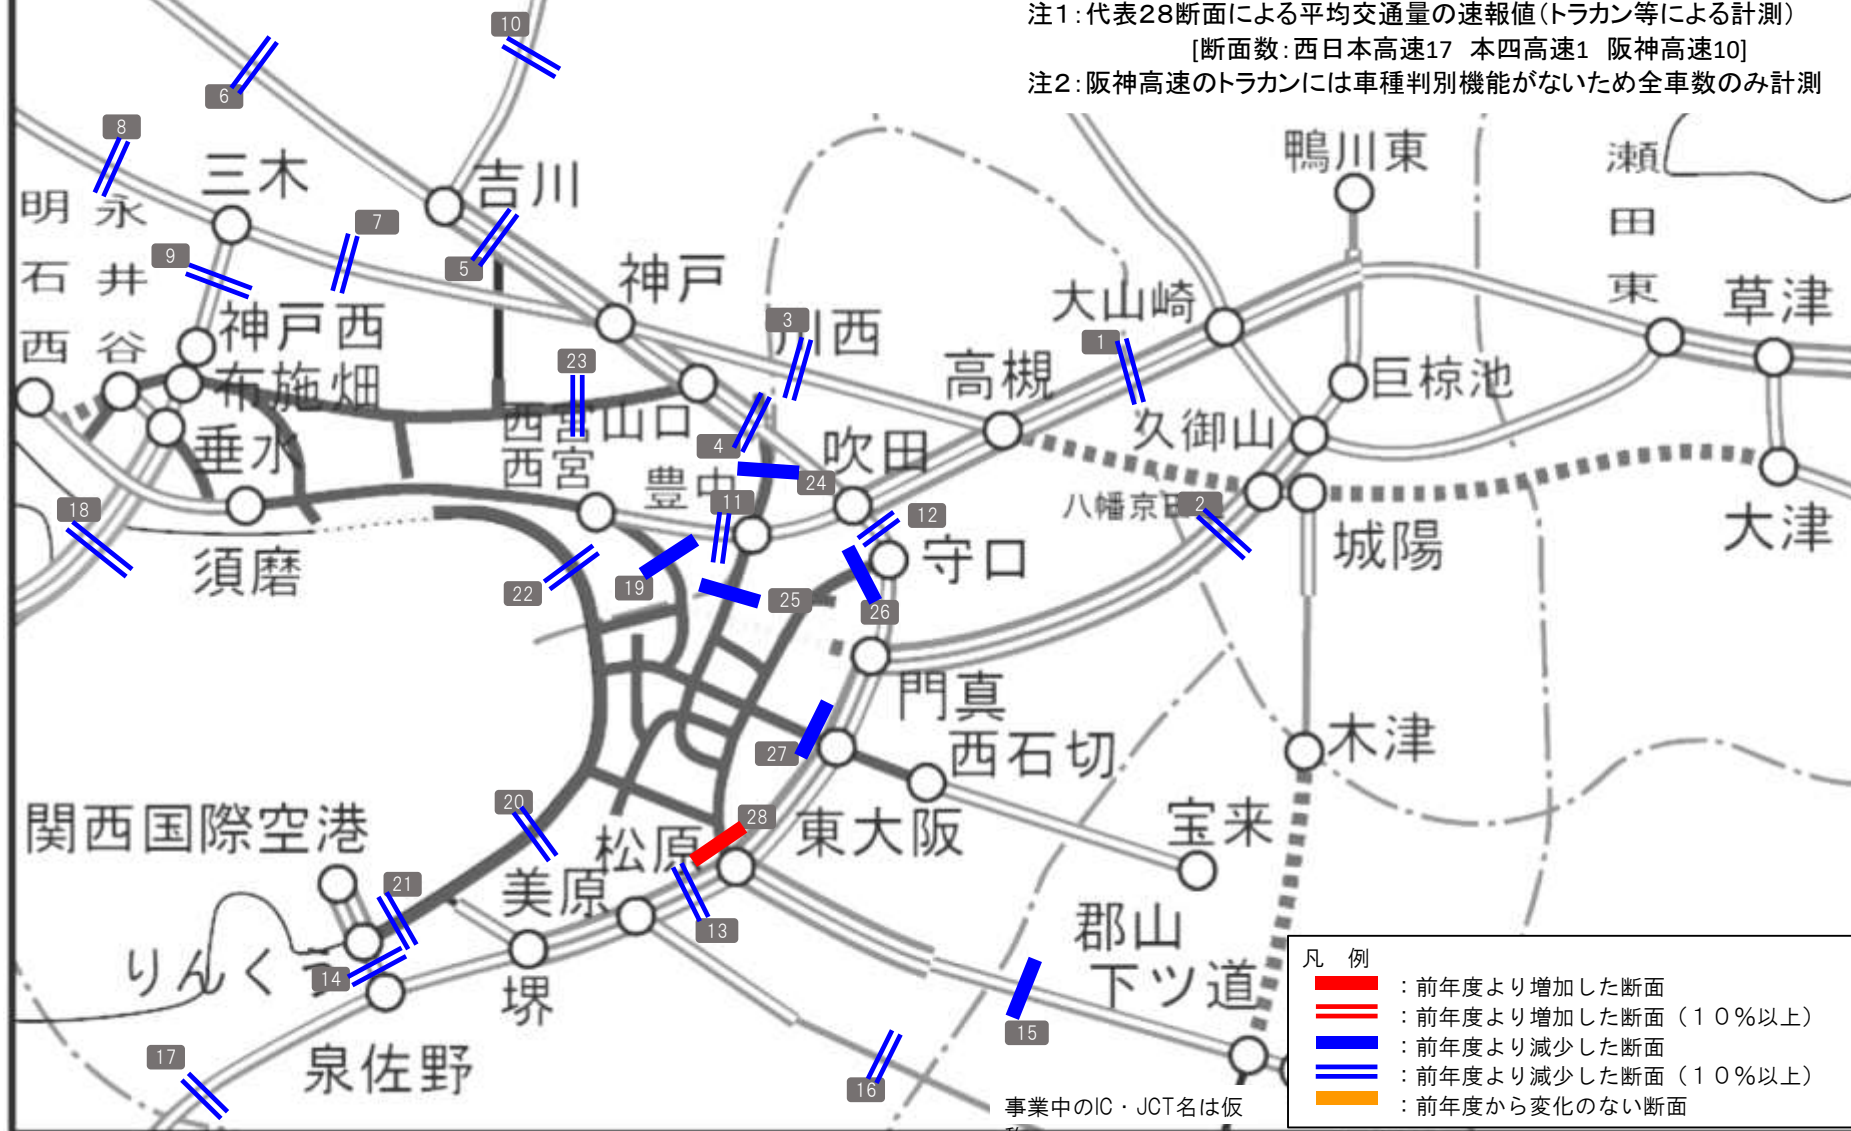 注1：代表28断面による平均交通量の速報値（トラカン等による計測）
[断面数：西日本高速17 本四高速1 阪神高速10]
注2：阪神高速のトラカンには車種判別機能がないため全車数のみ計測
10
6
8
三木
吉川
鴨川東
瀬田東
明石西
永井谷
7
9
5
神戸
神戸西
布施畑
3
川西
大山崎
1
草津
23
高槻
巨椋池
西宮山口
西宮
4
吹田
久御山
垂水
豊中
24
18
11
12
八幡京田
2
城陽
大津
須磨
22
19
25
守口
26
門真
27
西石切
木津
関西国際空港
20
松原
28
東大阪
宝来
21
美原
13
郡山
下ツ道
りんくう
14
堺
15
17
泉佐野
16
事業中のIC・JCT名は仮
凡 例
：前年度より増加した断面
：前年度より増加した断面（１０％以上）
：前年度より減少した断面
：前年度より減少した断面（１０％以上）
：前年度から変化のない断面